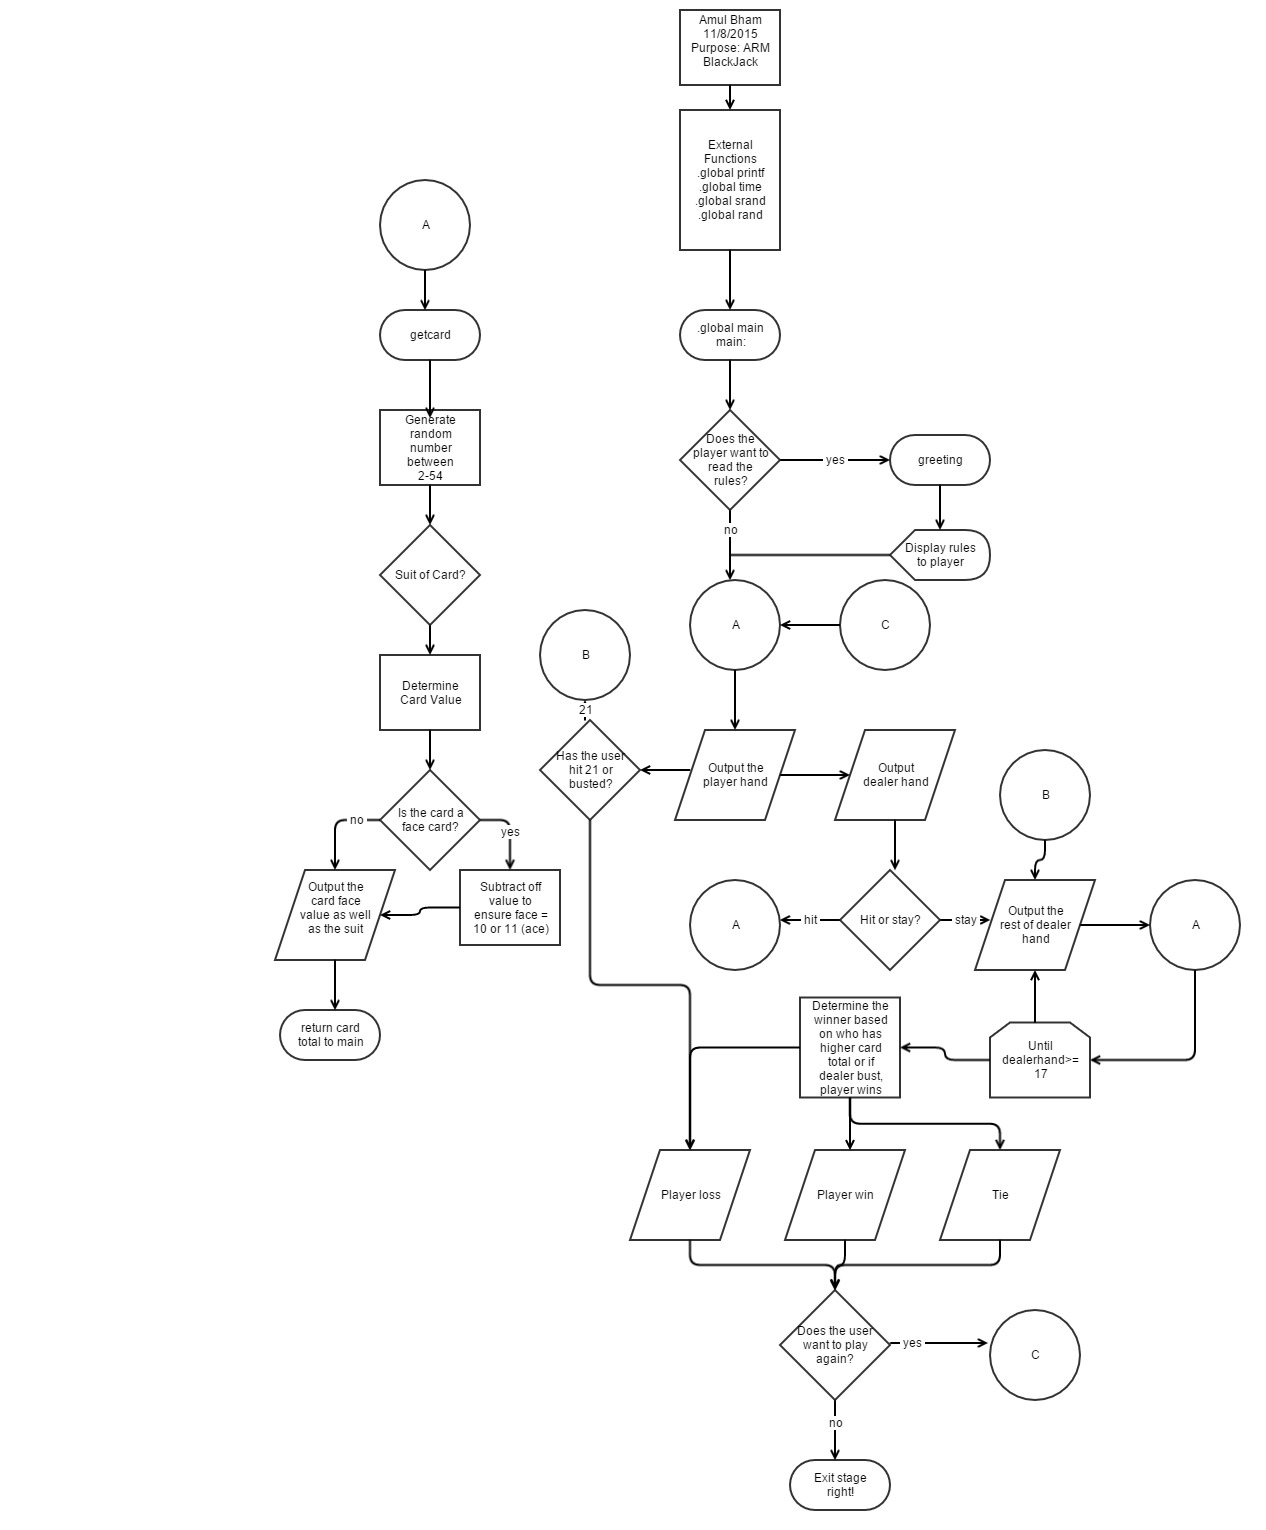 Amul Bham
11/8/2015
Purpose: ARM
BlackJack
External
Functions
.global printf
.global time
.global srand
.global rand
.global main
main:
Does the
player want to
read the
rules?
yes
greeting
no
Display rules
to player
A
C
A
getcard
Generate
random
number
between
2-54
Suit of Card?
Determine
Card Value
Is the card a
face card?
no
yes
Output the
card face
value as well
as the suit
Subtract off
value to
ensure face =
10 or 11 (ace)
return card
total to main
B
21
Has the user
hit 21 or
busted?
Output the
player hand
Output
dealer hand
B
A
hit
Hit or stay?
stay
Output the
rest of dealer
hand
A
Determine the
winner based
on who has
higher card
total or if
dealer bust,
player wins
Until
dealerhand>=
17
Player loss
Player win
Tie
Does the user
want to play
again?
yes
C
no
Exit stage
right!